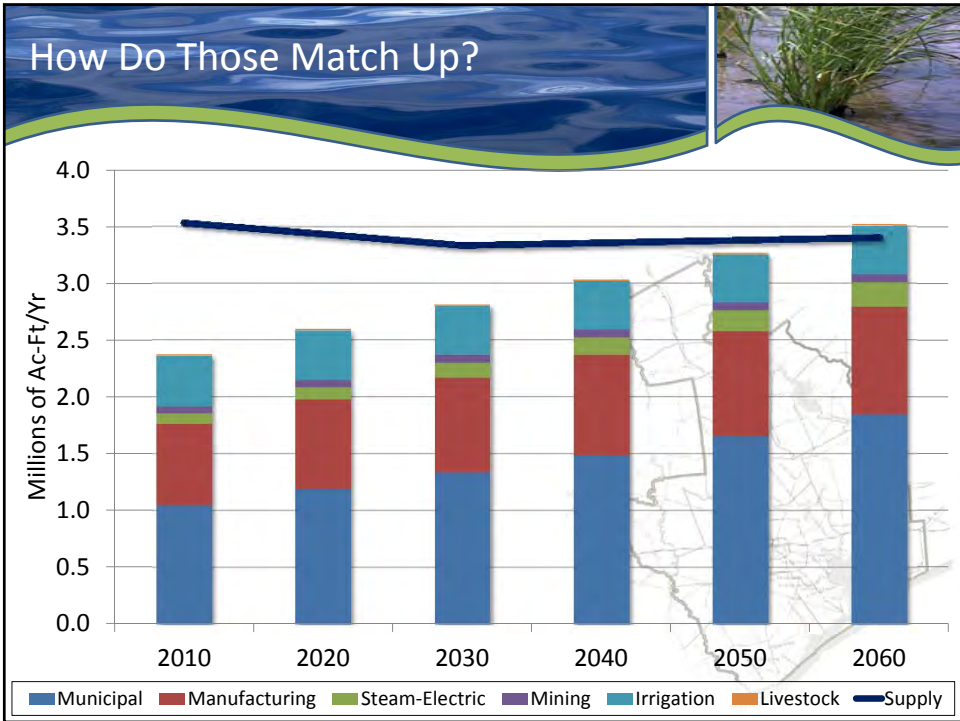 How Do Those Match Up?
Millions of Ac-Ft/Yr
4.0
3.5
3.0
2.5
2.0
1.5
1.0
0.5
0.0
2010 2020 2030 2040 2050 2060
Municipal Manufacturing Steam-Electric Mining Irrigation Livestock Supply